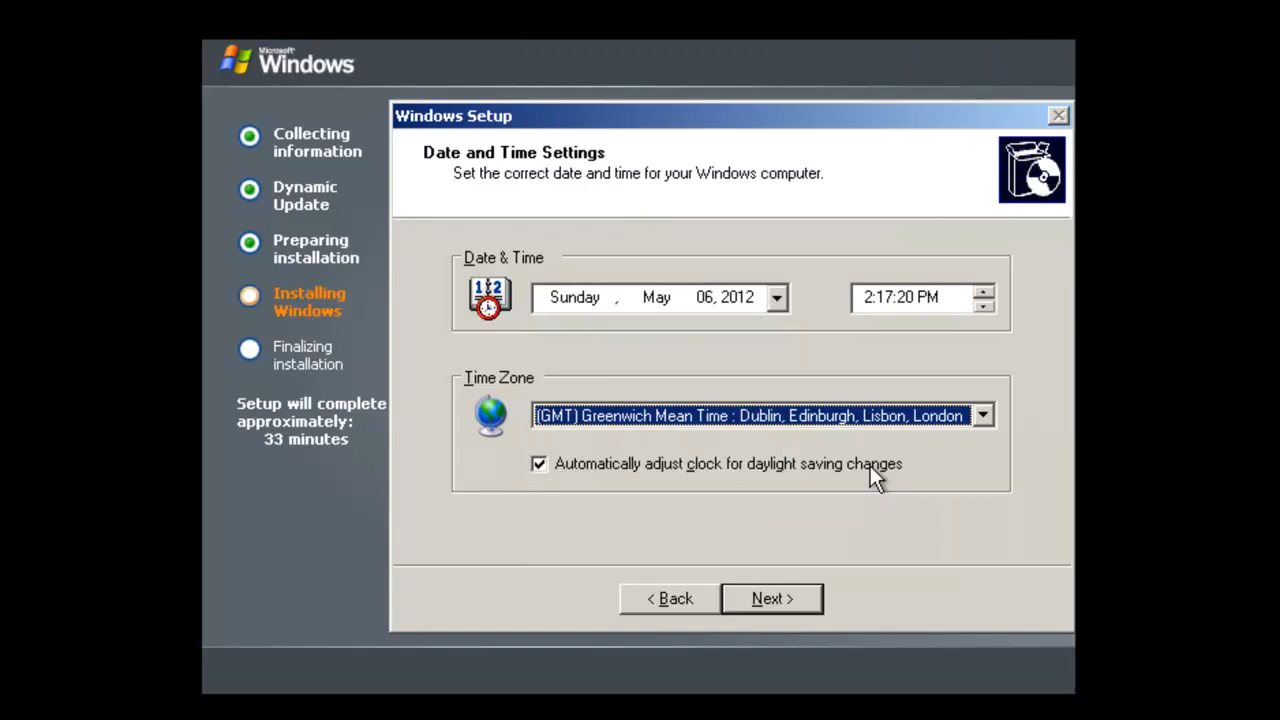 Microsoft®
Windows
Collecting
information
Dynamic
Update
Preparing
installation
Installing
Windows
Finalizing
installation
Setup will complete
approximately:
33 minutes
Windows Setup
Date and Time Settings
Set the correct date and time for your Windows computer.
Date & Time
12
Sunday , May 06, 2012
2:17:20 PM
Time Zone
(GMT) Greenwich Mean Time : Dublin, Edinburgh, Lisbon, London
Automatically adjust clock for daylight saving changes
< Back
Next >